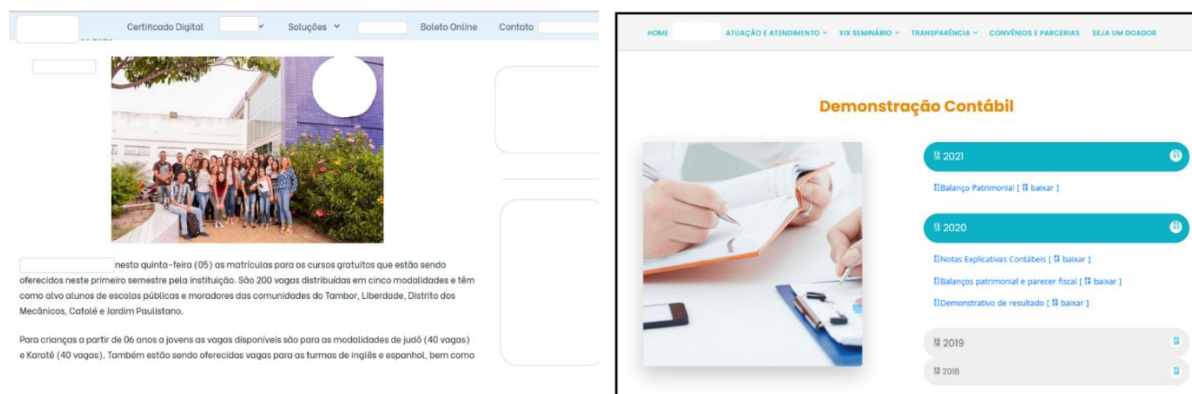 Certificado Digital
Soluções
Boleto Online
Contato
nesta quinta-feira (05) as matrículas para os cursos gratuitos que estão sendo
oferecidos neste primeiro semestre pela instituição. São 200 vagas distribuídas em cinco modalidades e têm
como alvo alunos de escolas públicas e moradores das comunidades do Tambor, Liberdade, Distrito dos
Mecânicos, Catolé e Jardim Paulistano.
Para crianças a partir de 06 anos a jovens as vagas disponíveis são para as modalidades de judô (40 vagas)
e Karatê (40 vagas). Também estão sendo oferecidas vagas para as turmas de inglês e espanhol, bem como
HOME
ATUAÇÃO E ATENDIMENTO
XIX SEMINÁRIO
TRANSPARÊNCIA
CONVÊNIOS E PARCERIAS
SEJA UM DOADOR
Demonstração Contábil
2021
Balanço Patrimonial [ baixar ]
2020
Notas Explicativas Contábeis [ baixar ]
Balanços patrimonial e parecer fiscal [ baixar ]
Demonstrativo de resultado [ baixar ]
2019
2018